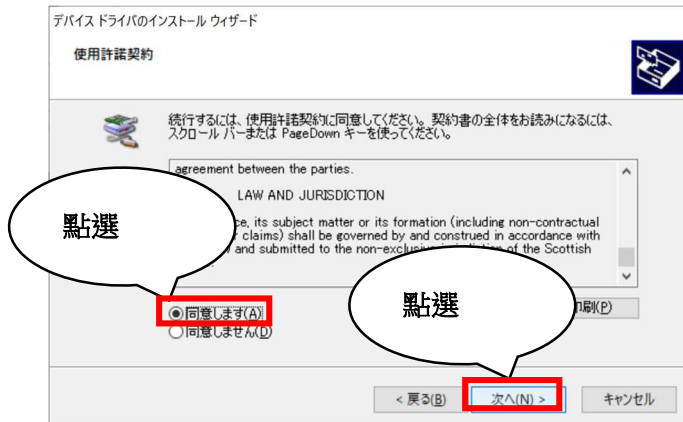 デバイス ドライバのインストール ウィザード
使用許諾契約
続行するには、使用許諾契約に同意してください。契約書の全体をお読みになるには、
スクロール バーまたは PageDown キーを使ってください。
agreement between the parties.
LAW AND JURISDICTION
its subject matter or its formation (including non-contractual
claims) shall be governed by and construed in accordance with
and submitted to the
of the Scottish
點選
點選
同意します(A)
同意しません(D)
印刷(P)
< 戻る(B)
次へ(N) >
キャンセル